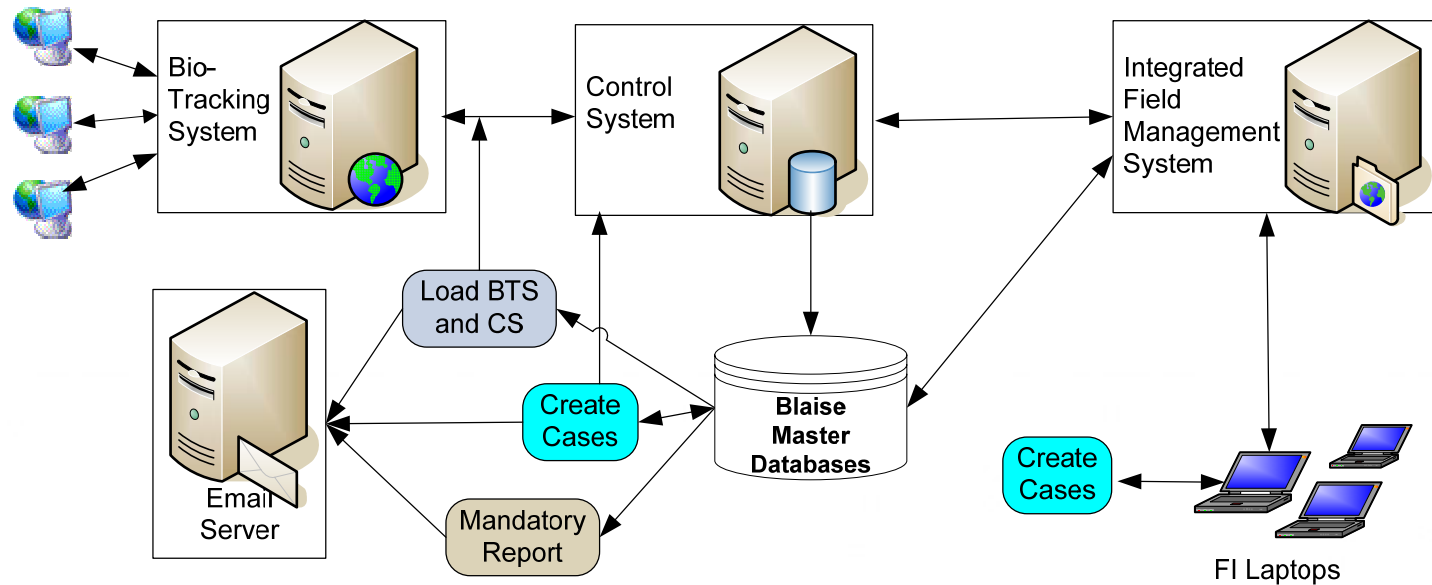 Bio-
Tracking
System
Control
System
Integrated
Field
Management
System
Load BTS
and CS
Create
Cases
Blaise
Master
Databases
Email
Server
Mandatory
Report
Create
Cases
FI Laptops